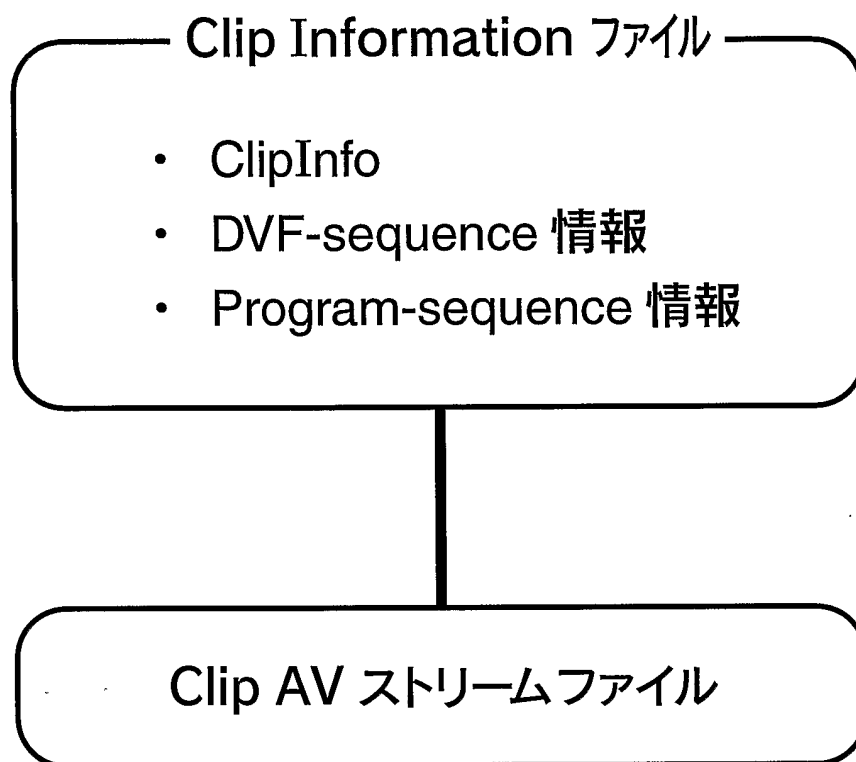 Clip Information ファイル
・ ClipInfo
・ DVF-sequence 情報
・ Program-sequence 情報
Clip AV ストリームファイル